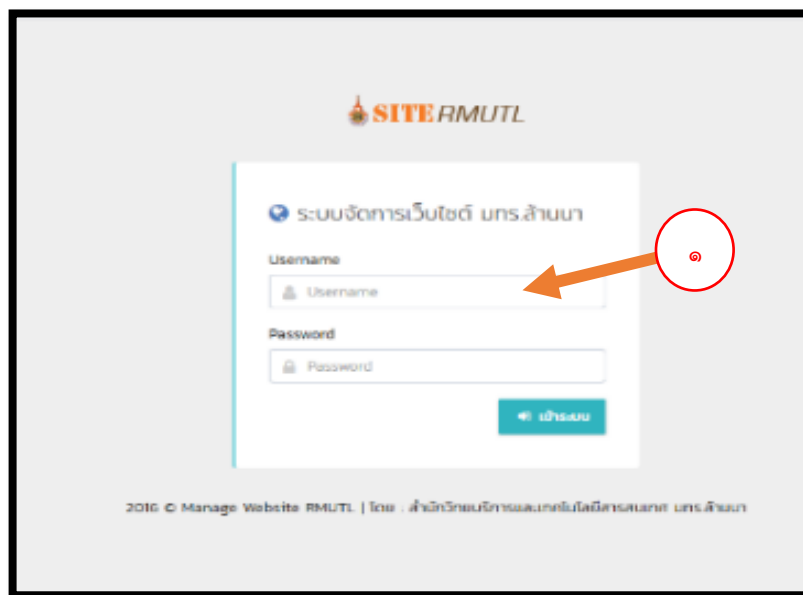 SITE RMUTL
ระบบจัดการเว็บไซต์ มทร.ล้านนา
๑
Username
Username
Password
Password
เข้าระบบ
2016 © Manage Website RMUTL | โดย : สำนักวิทยบริการและเทคโนโลยีสารสนเทศ มทร.ล้านนา